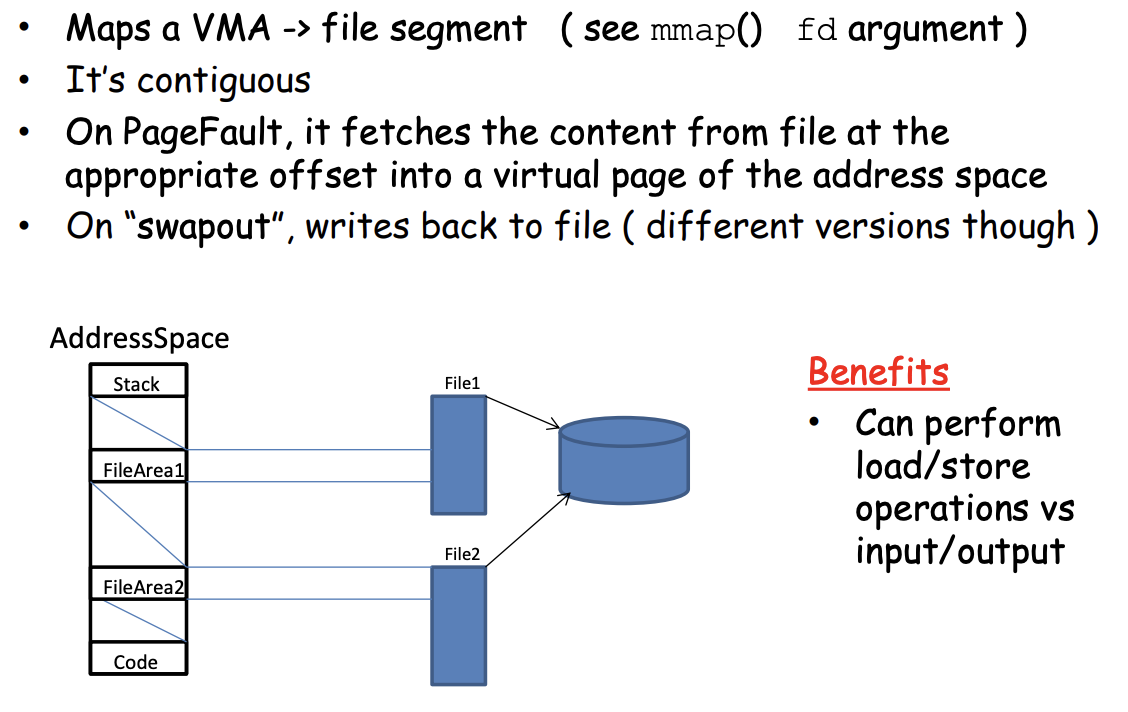 • Maps a VMA -> file segment ( see mmap() fd argument )
• It's contiguous
• On PageFault, it fetches the content from file at the
appropriate offset into a virtual page of the address space
• On “swapout”, writes back to file ( different versions though )
AddressSpace
Stack
FileArea1
FileArea2
Code
File1
File2
Benefits
• Can perform
load/store
operations vs
input/output